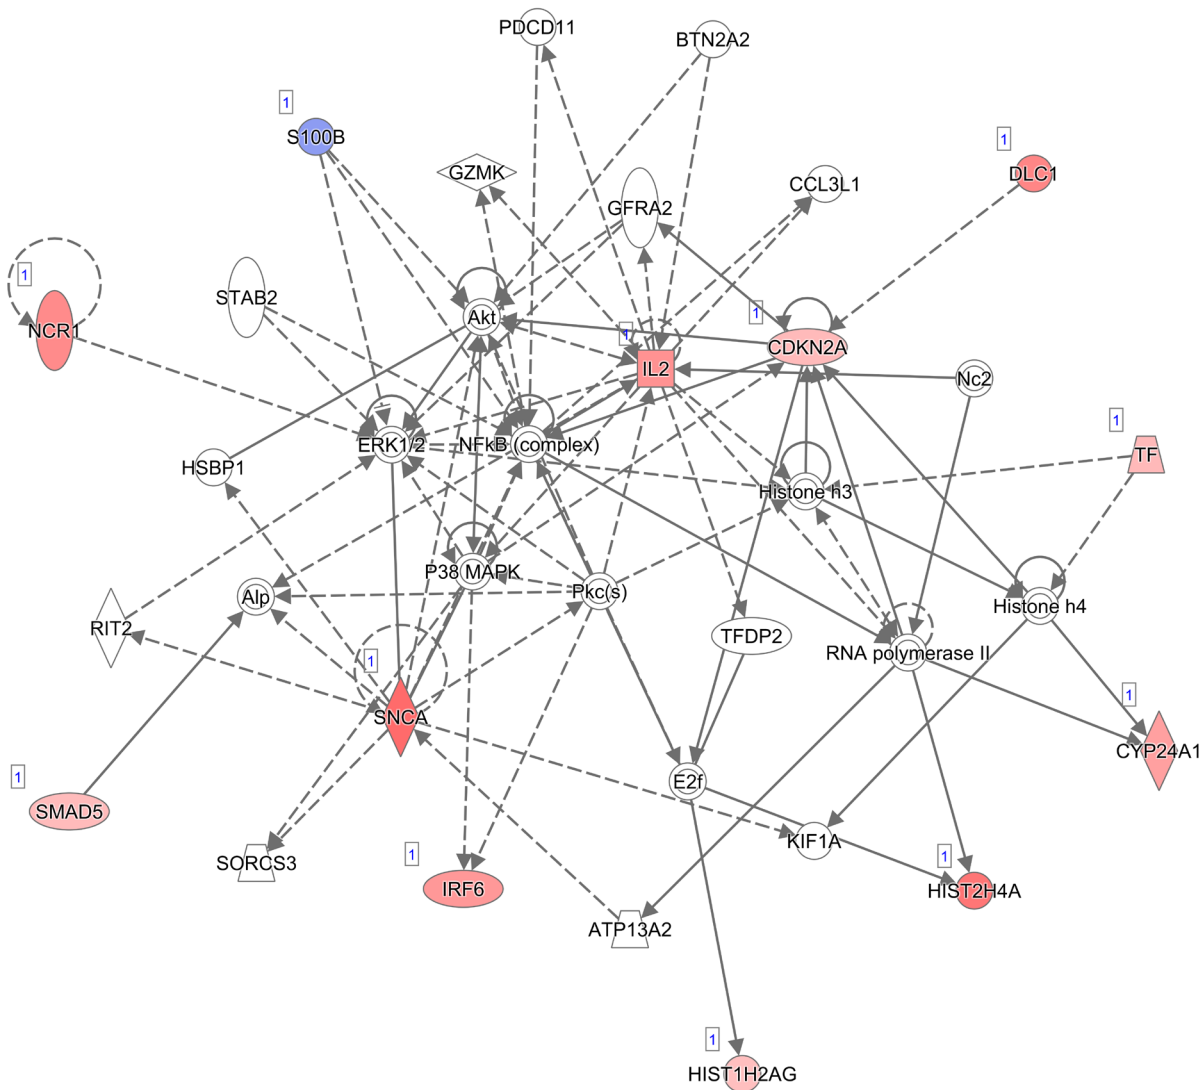 PDCD11
BTN2A2
1
S100B
1
DLC1
GZMK
CCL3L1
GFRA2
1
NCR1
STAB2
Akt
1
CDKN2A
1
IL2
Nc2
1
TF
ERK1/2
NFkB (complex)
HSBP1
Histone h3
P38 MAPK
Pkc(s)
Alp
Histone h4
RIT2
TFDP2
RNA polymerase II
1
SNCA
1
CYP24A1
1
SMAD5
E2f
KIF1A
SORCS3
1
IRF6
1
HIST2H4A
ATP13A2
1
HIST1H2AG